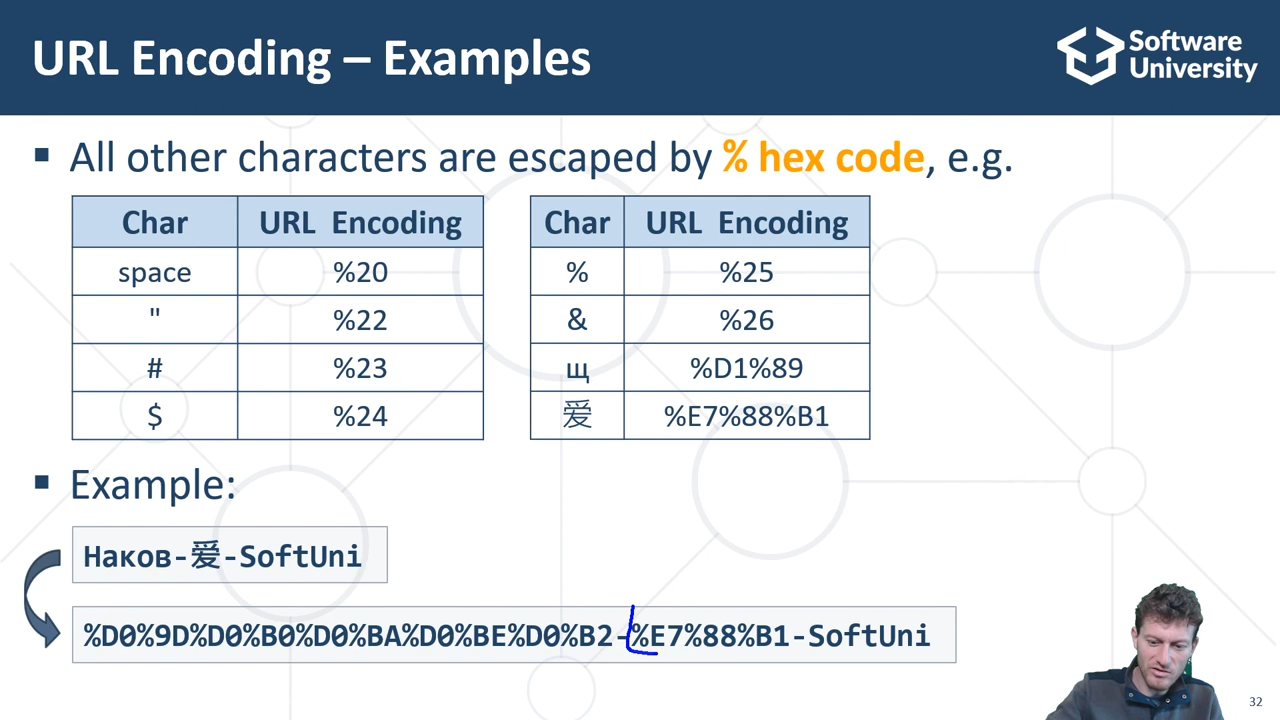 URL Encoding – Examples
Software
University
All other characters are escaped by % hex code, e.g.
Char URL Encoding
space %20
" %22
# %23
$ %24
Char URL Encoding
% %25
& %26
щ %D1%89
爱 %E7%88%B1
Example:
Наков-爱-SoftUni
%D0%9D%D0%B0%D0%BA%D0%BE%D0%B2-%E7%88%B1-SoftUni
32